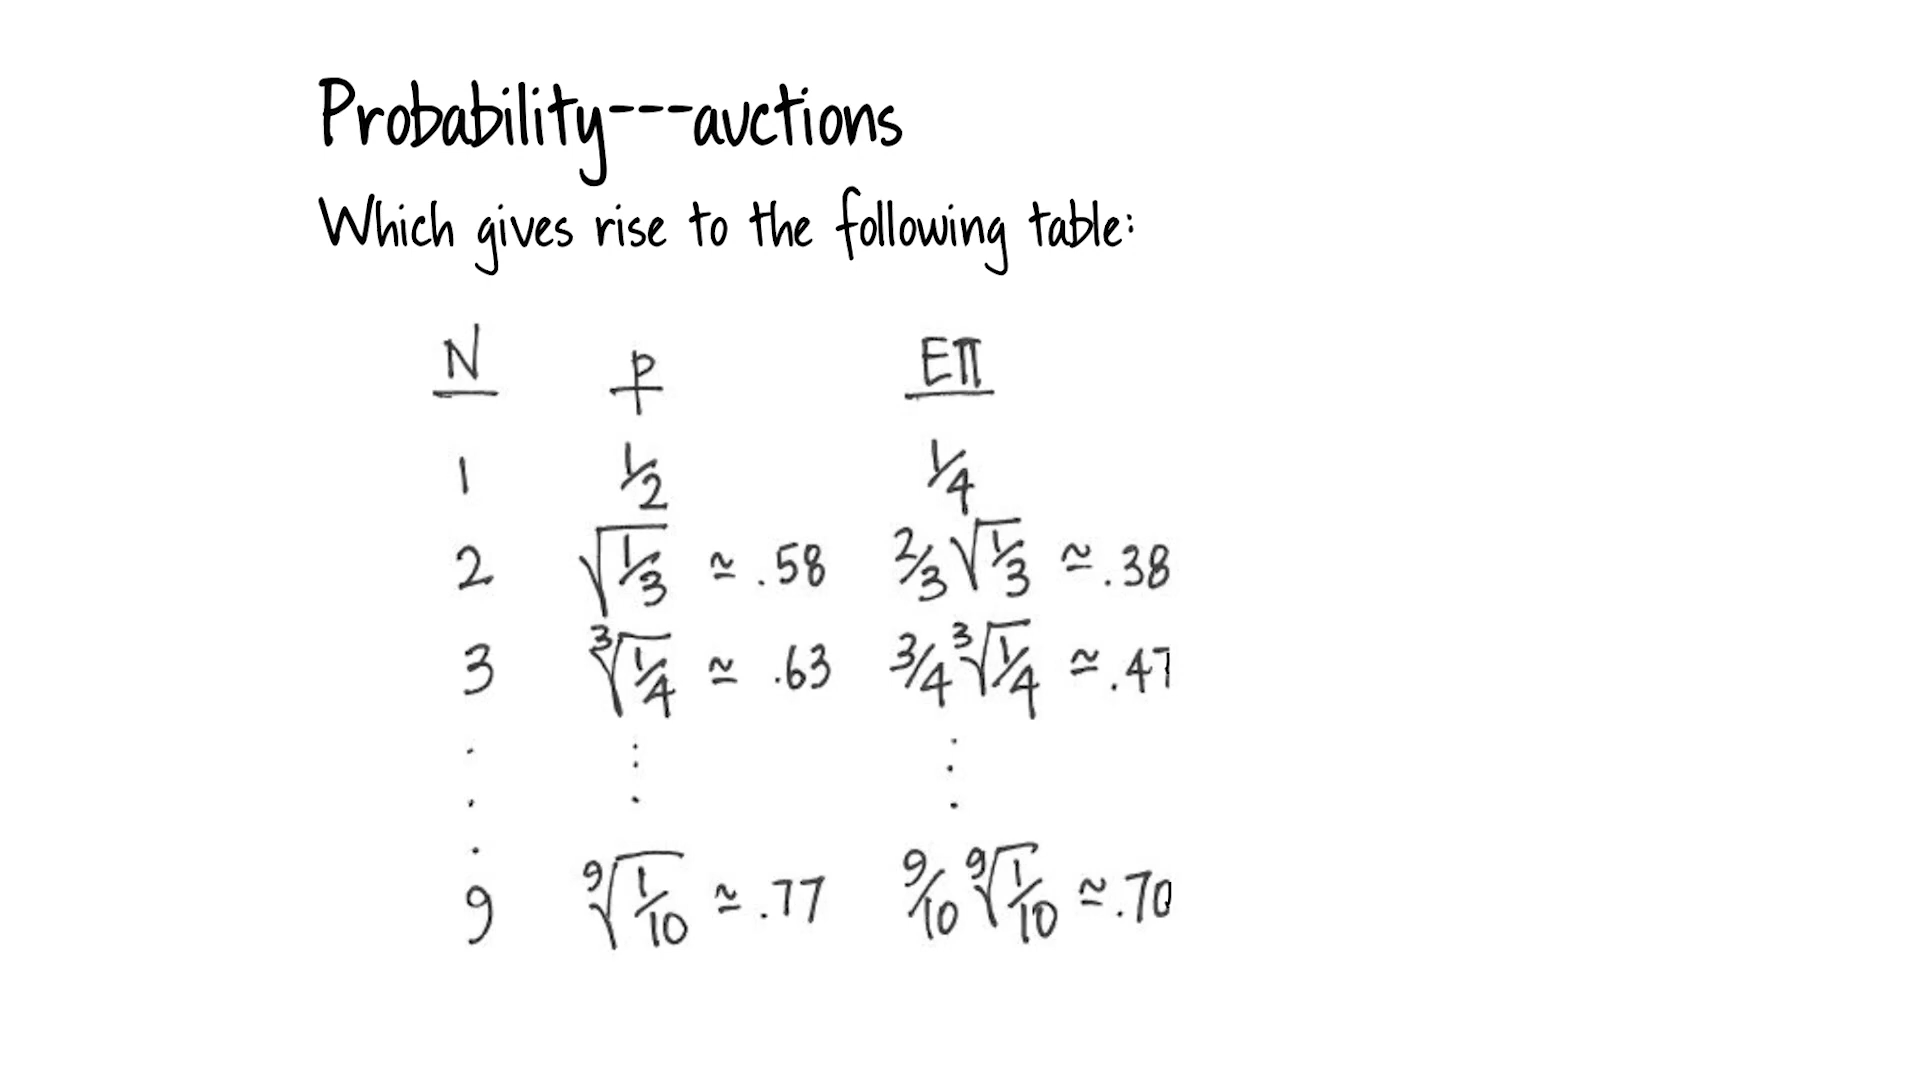 Probability---auctions
Which gives rise to the following table:
N p Eπ
1 1/2 1/4
2 √1/3 ≃ .58 2/3 √1/3 ≃ .38
3 ³√1/4 ≃ .63 3/4 ³√1/4 ≃ .47
. : :
. . .
.
9 ⁹√1/10 ≃ .77 9/10 ⁹√1/10 ≃ .70